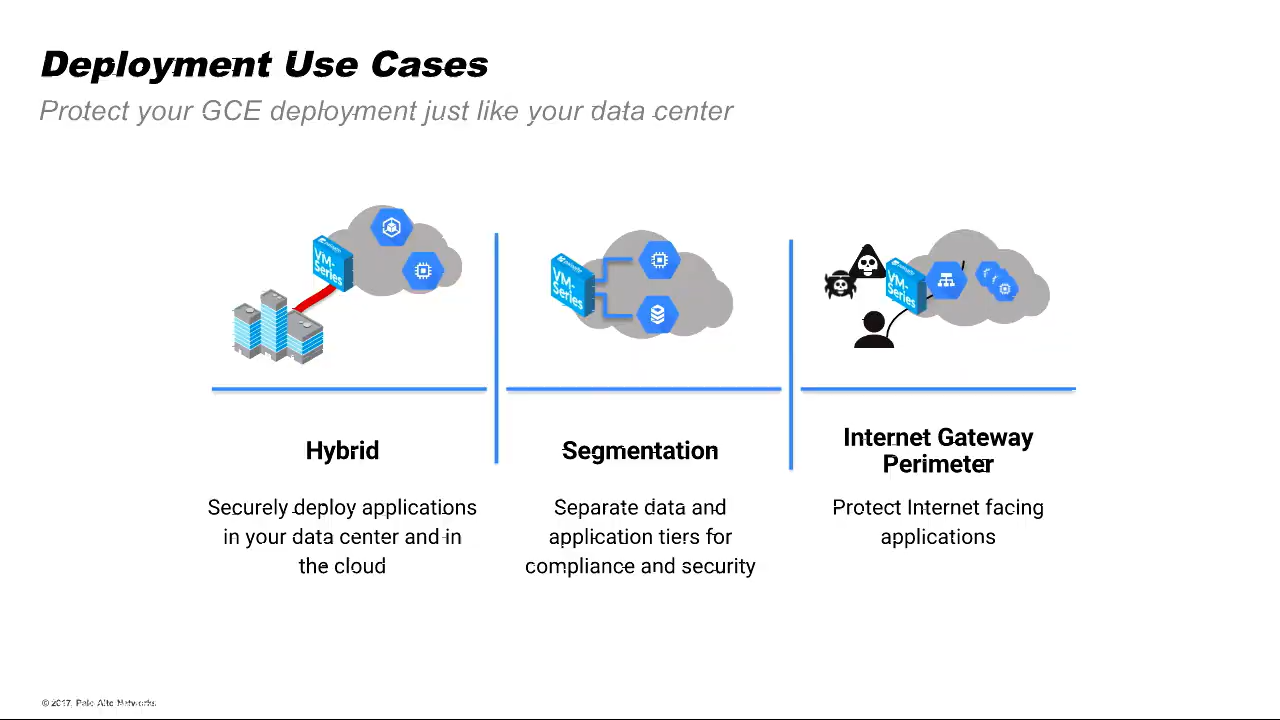 Deployment Use Cases
Protect your GCE deployment just like your data center
VM-
Series
VM-
Series
VM-
Series
Hybrid
Segmentation
Internet Gateway
Perimeter
Securely deploy applications
in your data center and in
the cloud
Separate data and
application tiers for
compliance and security
Protect Internet facing
applications
© 2017, Palo Alto Networks.